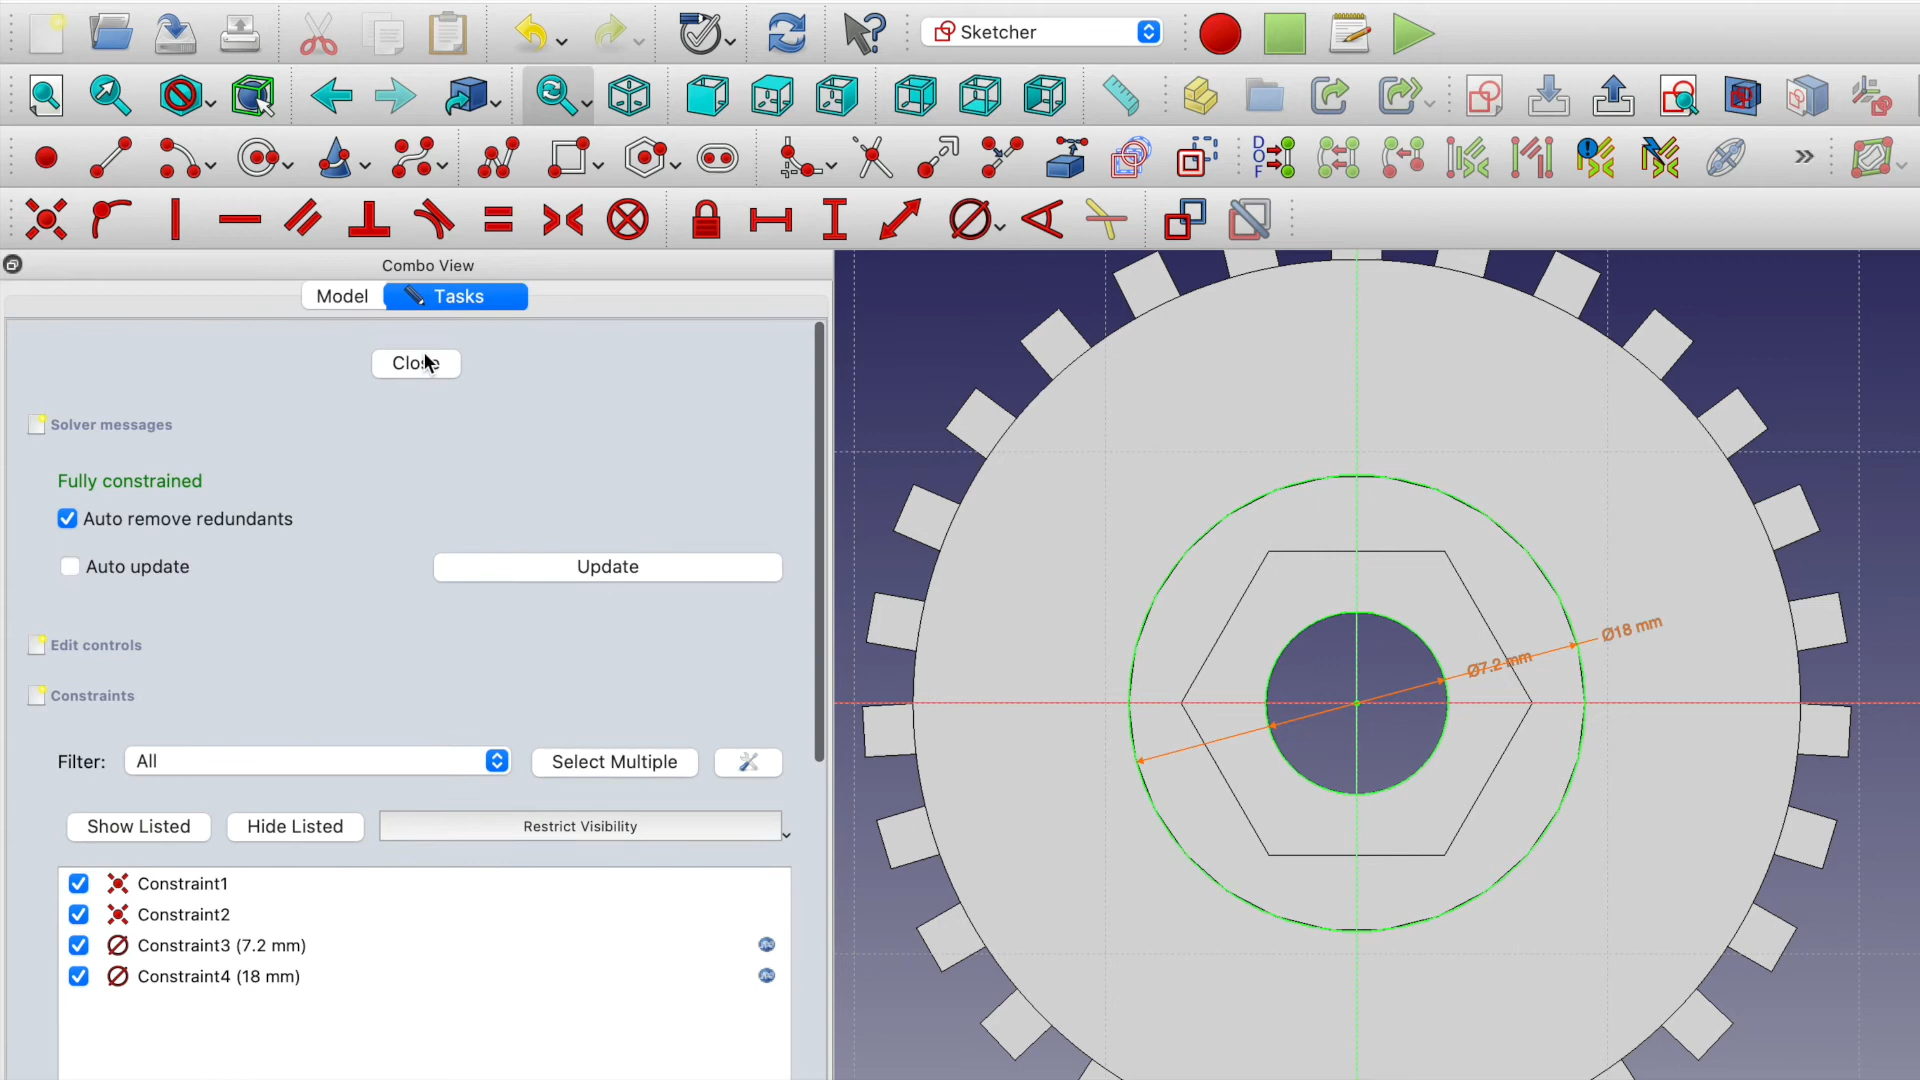 Sketcher
DOF
Combo View
Model
Tasks
Close
Solver messages
Fully constrained
Auto remove redundants
Auto update
Update
Edit controls
Constraints
Filter:
All
Select Multiple
Show Listed
Hide Listed
Restrict Visibility
Constraint1
Constraint2
Constraint3 (7.2 mm)
Constraint4 (18 mm)
Ø18 mm
Ø7.2 mm